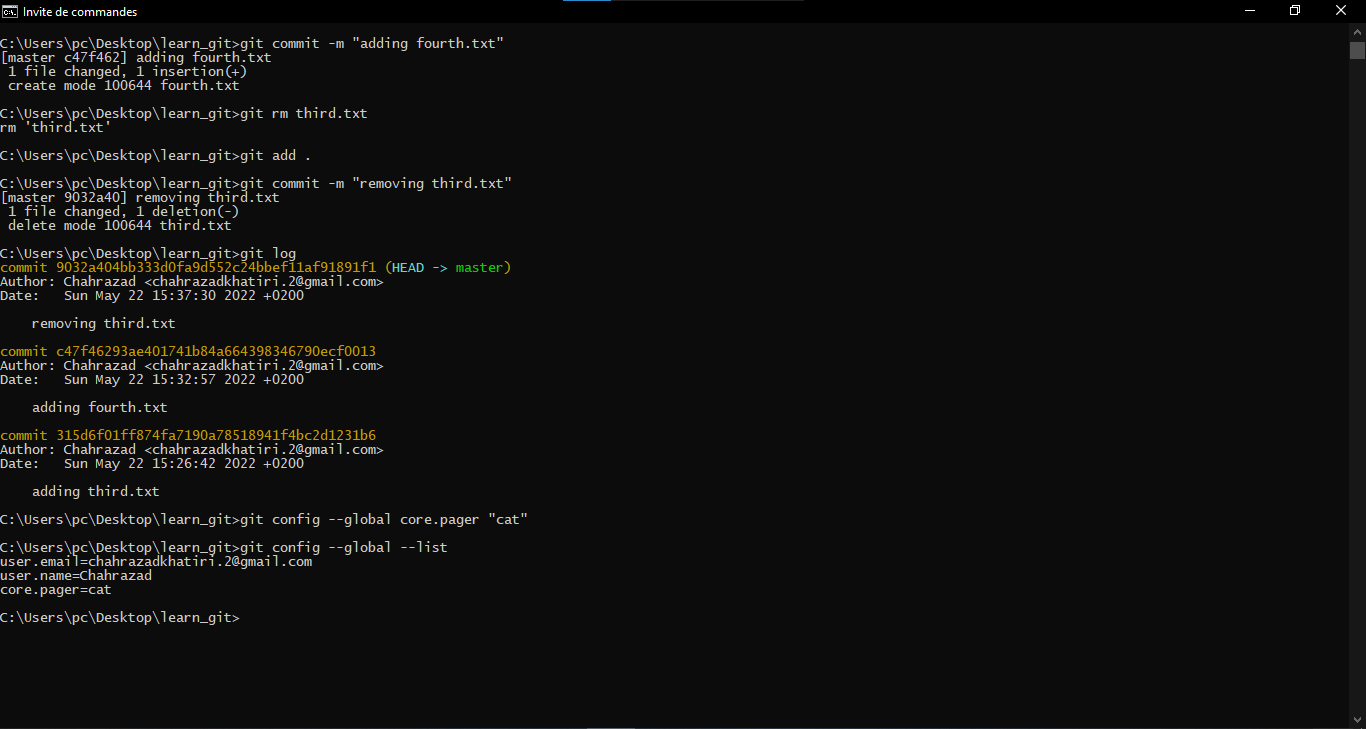 Invite de commandes
C:\Users\pc\Desktop\learn_git>git commit -m "adding fourth.txt"
[master c47f462] adding fourth.txt
 1 file changed, 1 insertion(+)
 create mode 100644 fourth.txt
C:\Users\pc\Desktop\learn_git>git rm third.txt
rm 'third.txt'
C:\Users\pc\Desktop\learn_git>git add .
C:\Users\pc\Desktop\learn_git>git commit -m "removing third.txt"
[master 9032a40] removing third.txt
 1 file changed, 1 deletion(-)
 delete mode 100644 third.txt
C:\Users\pc\Desktop\learn_git>git log
commit 9032a404bb333d0fa9d552c24bbef11af91891f1 (HEAD -> master)
Author: Chahrazad <chahrazadkhatiri.2@gmail.com>
Date:   Sun May 22 15:37:30 2022 +0200
    removing third.txt
commit c47f46293ae401741b84a664398346790ecf0013
Author: Chahrazad <chahrazadkhatiri.2@gmail.com>
Date:   Sun May 22 15:32:57 2022 +0200
    adding fourth.txt
commit 315d6f01ff874fa7190a78518941f4bc2d1231b6
Author: Chahrazad <chahrazadkhatiri.2@gmail.com>
Date:   Sun May 22 15:26:42 2022 +0200
    adding third.txt
C:\Users\pc\Desktop\learn_git>git config --global core.pager "cat"
C:\Users\pc\Desktop\learn_git>git config --global --list
user.email=chahrazadkhatiri.2@gmail.com
user.name=Chahrazad
core.pager=cat
C:\Users\pc\Desktop\learn_git>